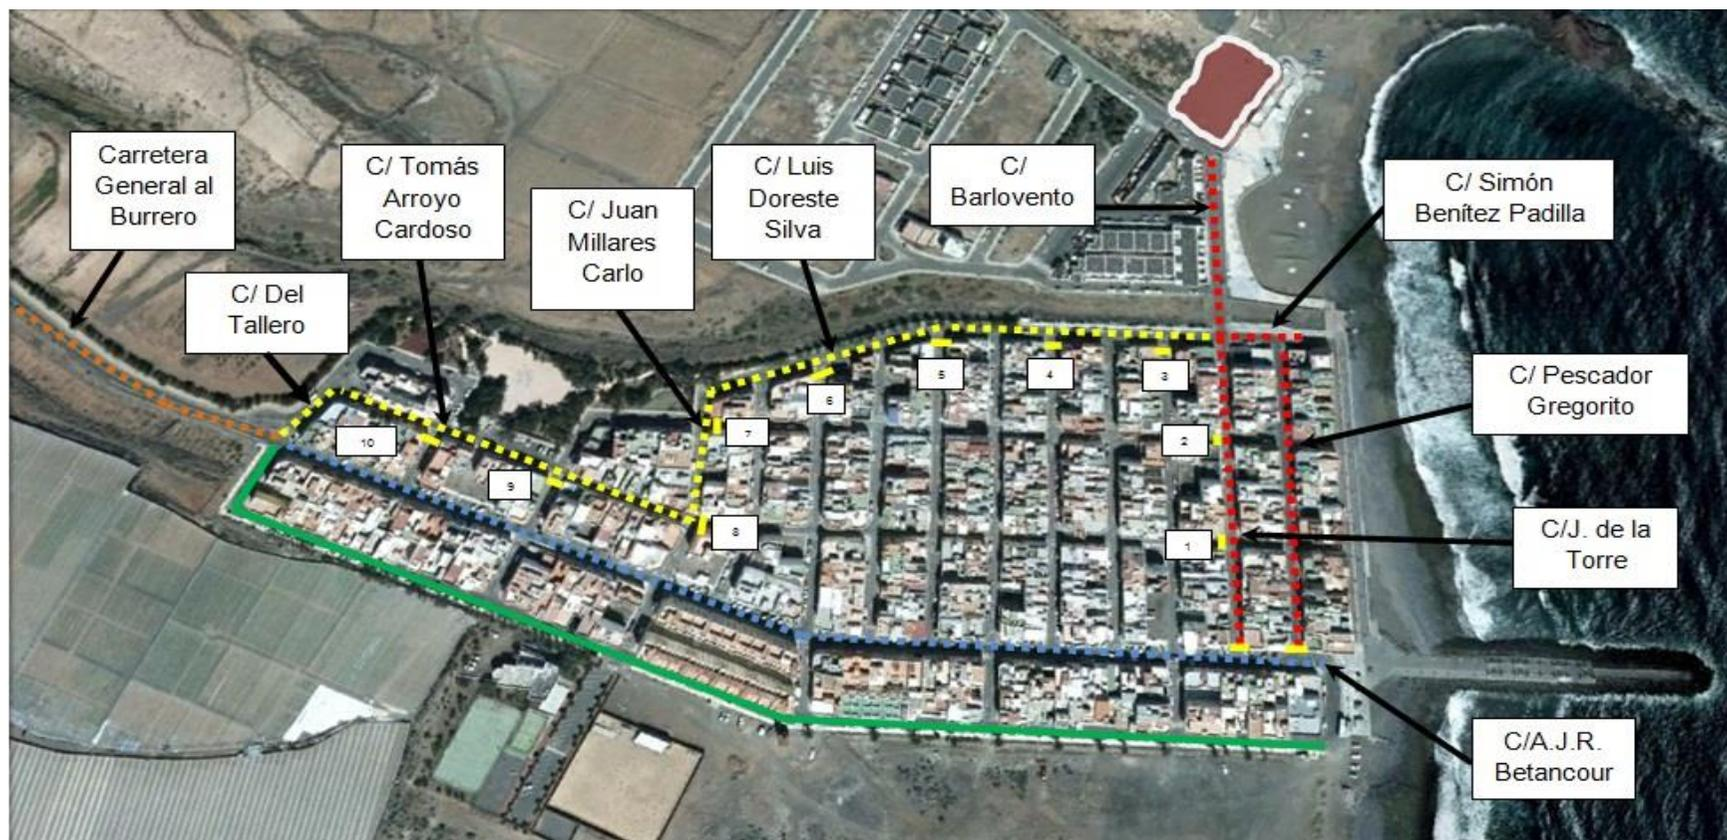 Carretera
General al
Burrero
C/ Del
Tallero
C/ Tomás
Arroyo
Cardoso
C/ Juan
Millares
Carlo
C/ Luis
Doreste
Silva
C/
Barlovento
C/ Simón
Benítez Padilla
C/ Pescador
Gregorito
C/J. de la
Torre
C/A.J.R.
Betancour
10
9
8
7
6
5
4
3
2
1